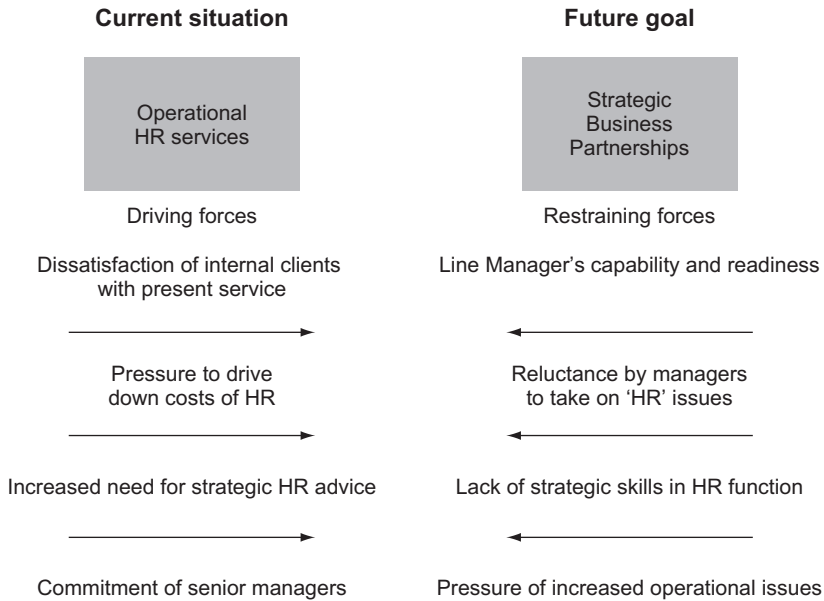 Current situation
Future goal
Operational
HR services
Strategic
Business
Partnerships
Driving forces
Restraining forces
Dissatisfaction of internal clients
with present service
Line Manager's capability and readiness
Pressure to drive
down costs of HR
Reluctance by managers
to take on ‘HR’ issues
Increased need for strategic HR advice
Lack of strategic skills in HR function
Commitment of senior managers
Pressure of increased operational issues